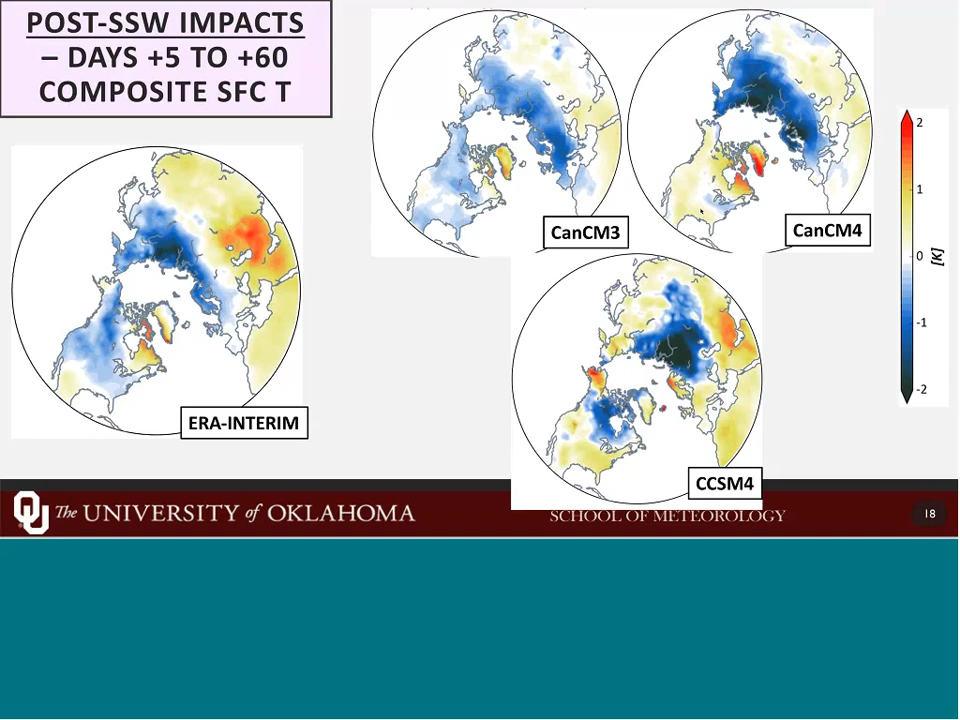 POST-SSW IMPACTS
– DAYS +5 TO +60
COMPOSITE SFC T
CanCM3
CanCM4
2
1
0
-1
-2
[K]
ERA-INTERIM
CCSM4
OU The UNIVERSITY of OKLAHOMA
SCHOOL OF METEOROLOGY
18